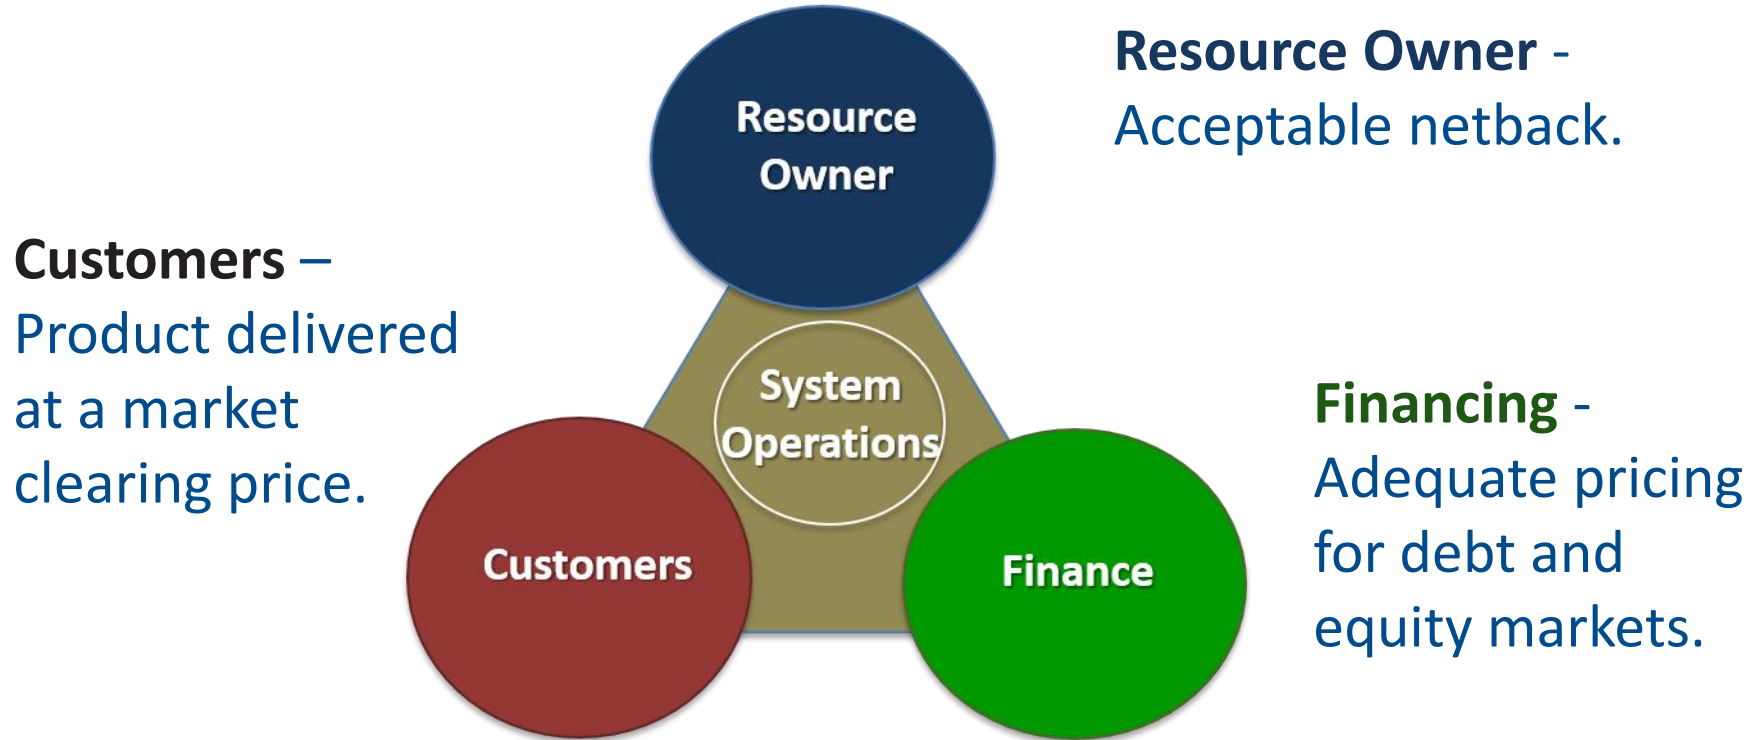 Resource
Owner
Resource Owner -
Acceptable netback.
Customers –
Product delivered
at a market
clearing price.
System
Operations
Financing -
Adequate pricing
for debt and
equity markets.
Customers
Finance